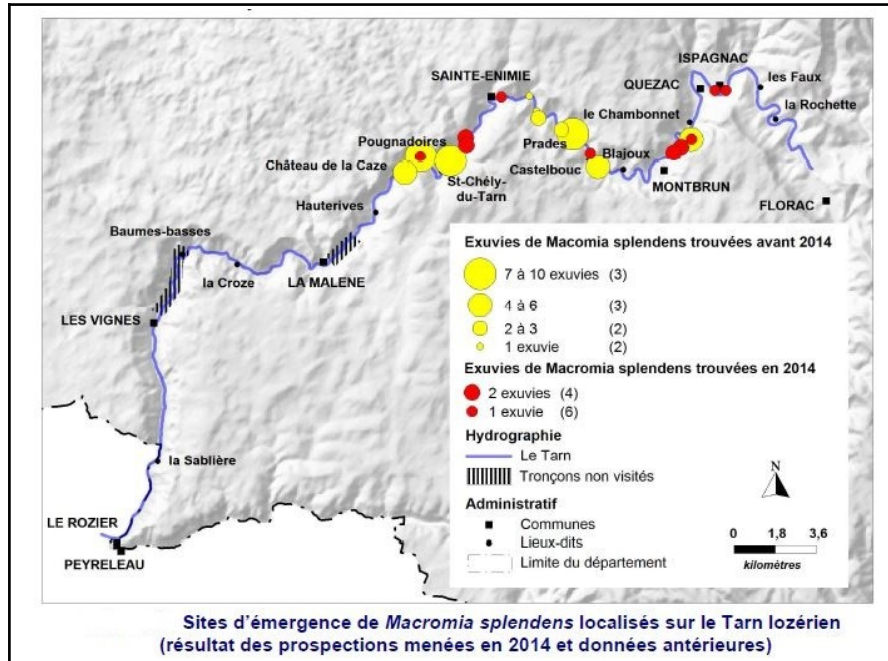 ISPAGNAC
SAINTE-ENIMIE
QUEZAC
les Faux
le Chambonnet
la Rochette
Pougnadoires
Prades
Blajoux
Château de la Caze
Castelbouc
St-Chély-
du-Tarn
MONTBRUN
Hauterives
FLORAC
Baumes-basses
la Croze
LA MALENE
LES VIGNES
la Sablière
LE ROZIER
PEYRELEAU
Exuvies de Macomia splendens trouvées avant 2014
7 à 10 exuvies (3)
4 à 6 (3)
2 à 3 (2)
1 exuvie (2)
Exuvies de Macromia splendens trouvées en 2014
2 exuvies (4)
1 exuvie (6)
Hydrographie
Le Tarn
Tronçons non visités
Administratif
Communes
Lieux-dits
Limite du département
N
0 1,8 3,6
kilomètres
Sites d'émergence de Macromia splendens localisés sur le Tarn lozérien
(résultat des prospections menées en 2014 et données antérieures)